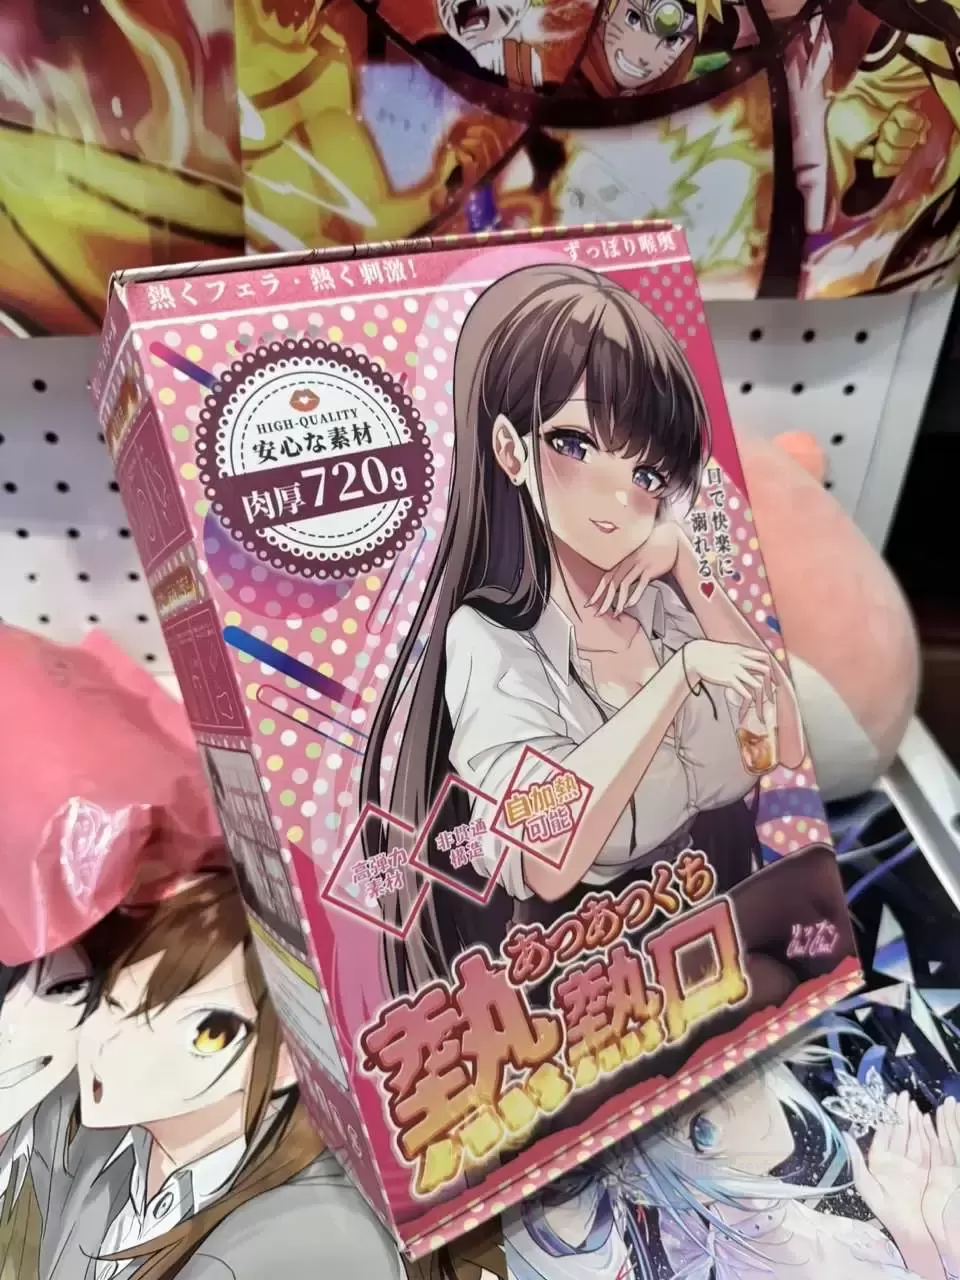 熱くフェラ・熱く刺激!
ずっぽり喉奥
HIGH-QUALITY
安心な素材
肉厚720g
口で快楽に
溺れる♥
自加熱
可能
非貫通
構造
高弾力
素材
あつあつくち
熱熱口